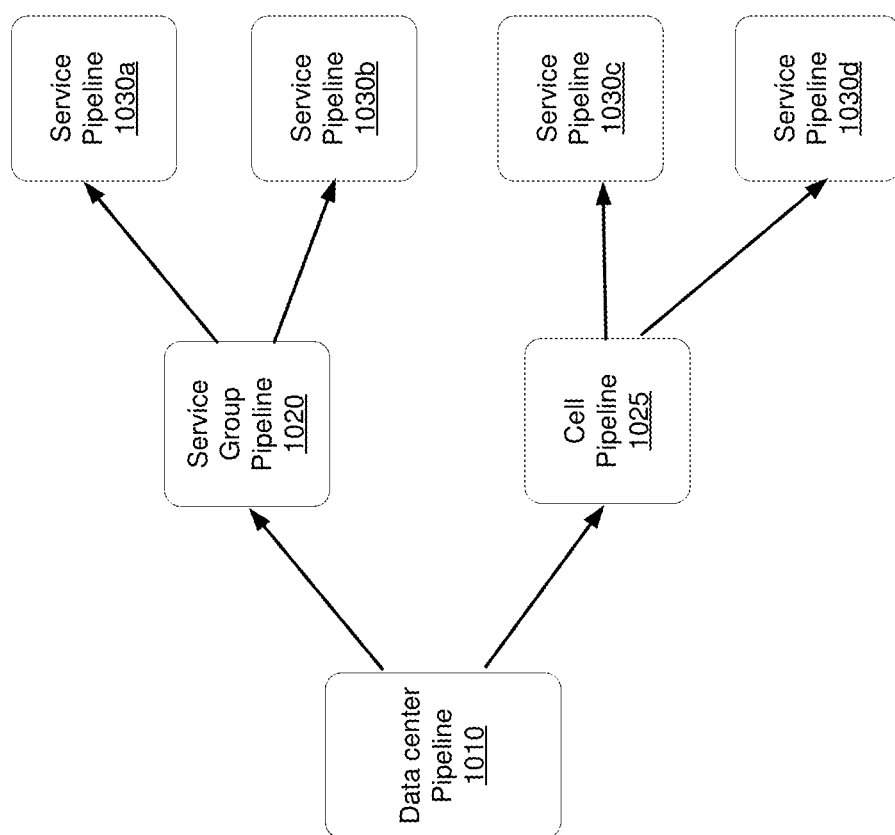 Data center
Pipeline
1010
Service
Group
Pipeline
1020
Cell
Pipeline
1025
Service
Pipeline
1030a
Service
Pipeline
1030b
Service
Pipeline
1030c
Service
Pipeline
1030d